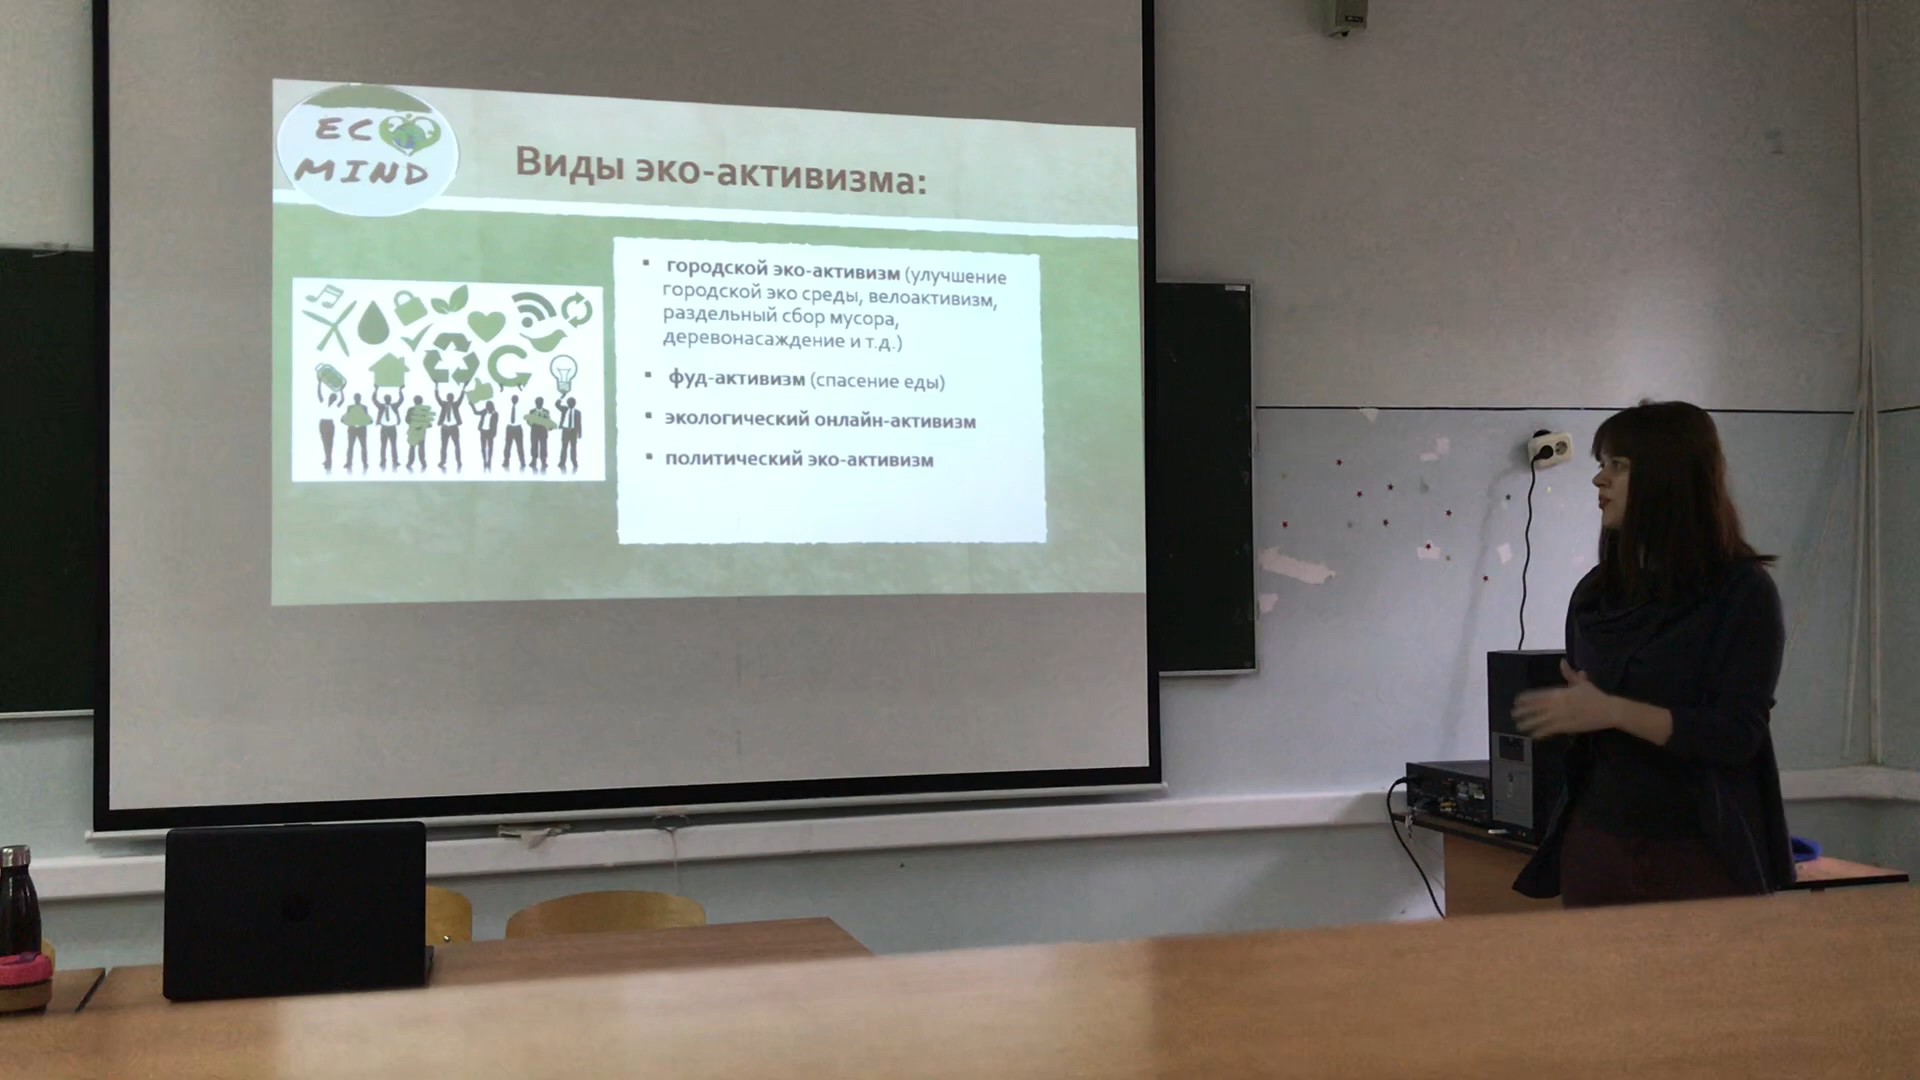 ECO
MIND
Виды эко-активизма:
▪ городской эко-активизм (улучшение
городской эко среды, велоактивизм,
раздельный сбор мусора,
деревонасаждение и т.д.)
▪ фуд-активизм (спасение еды)
▪ экологический онлайн-активизм
▪ политический эко-активизм